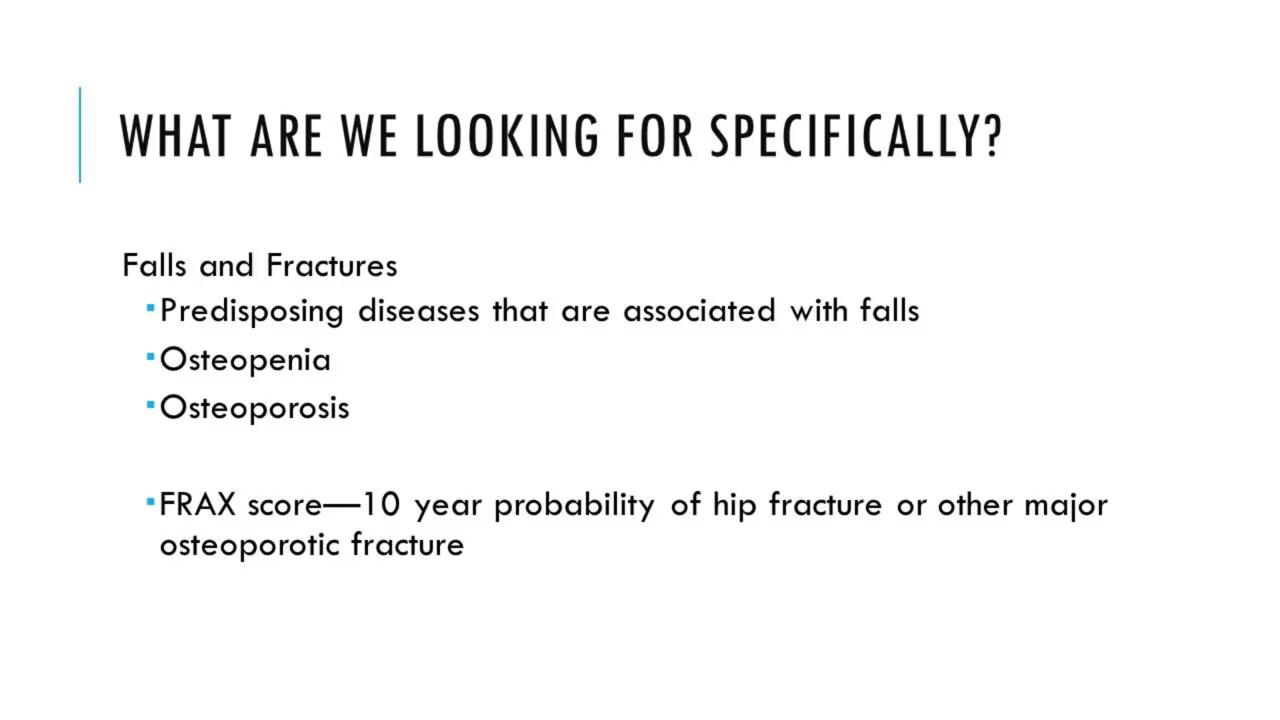 WHAT ARE WE LOOKING FOR SPECIFICALLY?
Falls and Fractures
▪Predisposing diseases that are associated with falls
▪Osteopenia
▪Osteoporosis
▪FRAX score—10 year probability of hip fracture or other major
osteoporotic fracture